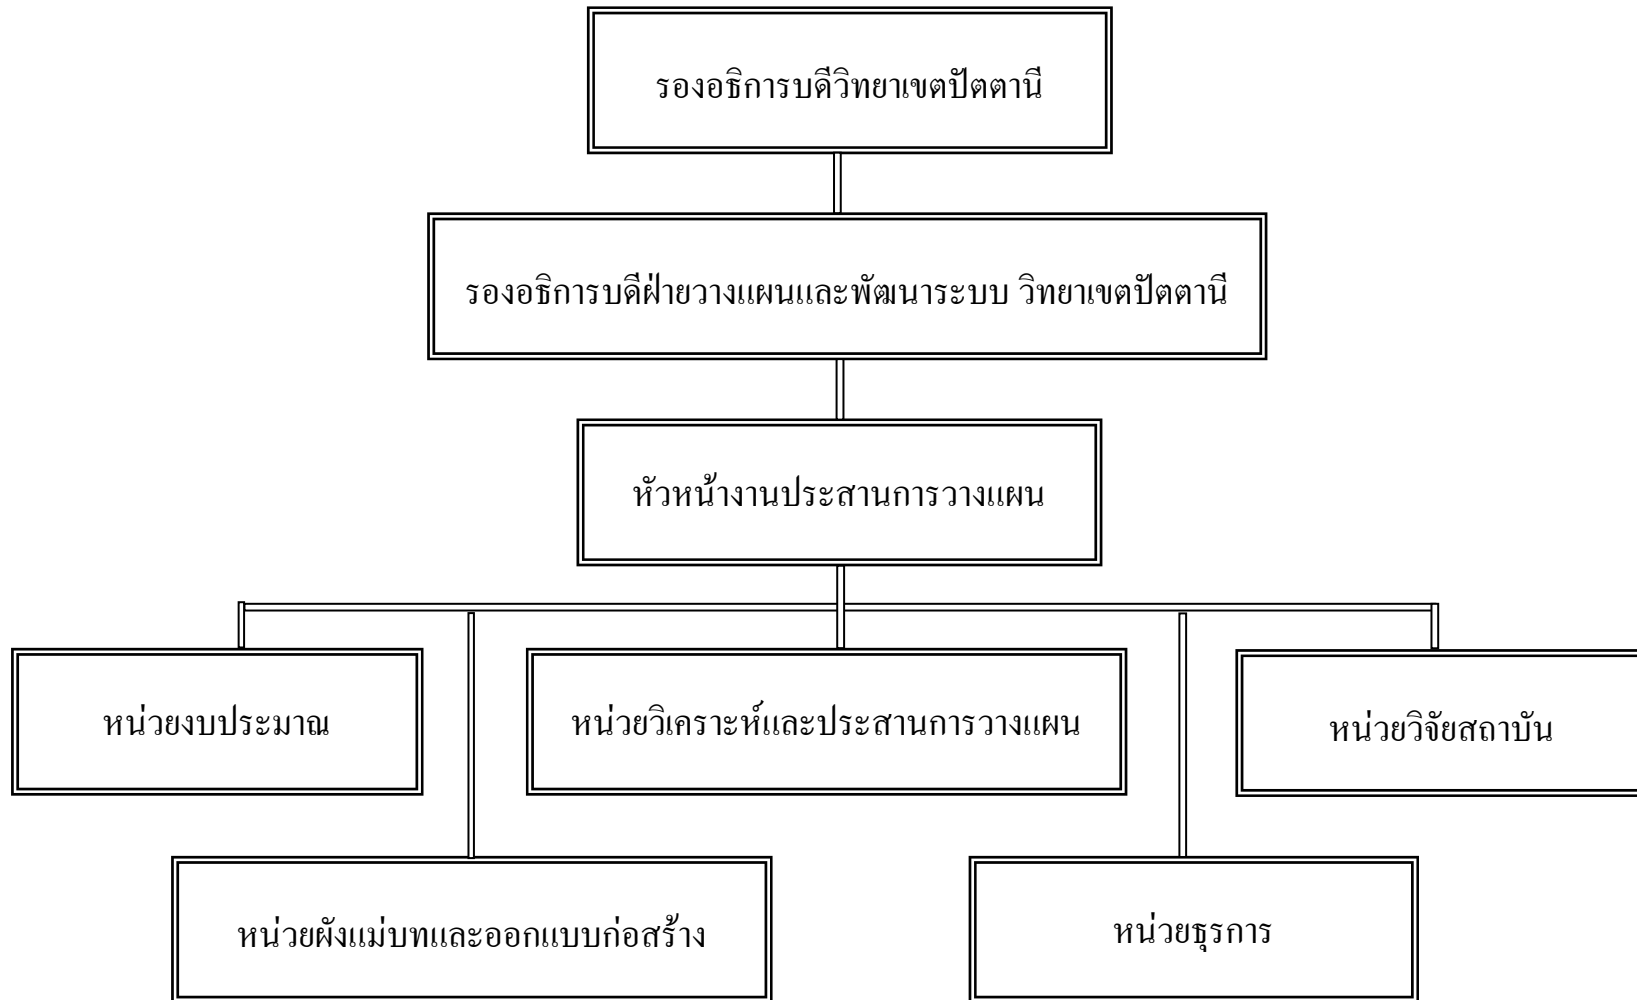 รองอธิการบดีวิทยาเขตปัตตานี
รองอธิการบดีฝ่ายวางแผนและพัฒนาระบบ วิทยาเขตปัตตานี
หัวหน้างานประสานการวางแผน
หน่วยงบประมาณ
หน่วยวิเคราะห์และประสานการวางแผน
หน่วยวิจัยสถาบัน
หน่วยผังแม่บทและออกแบบก่อสร้าง
หน่วยธุรการ